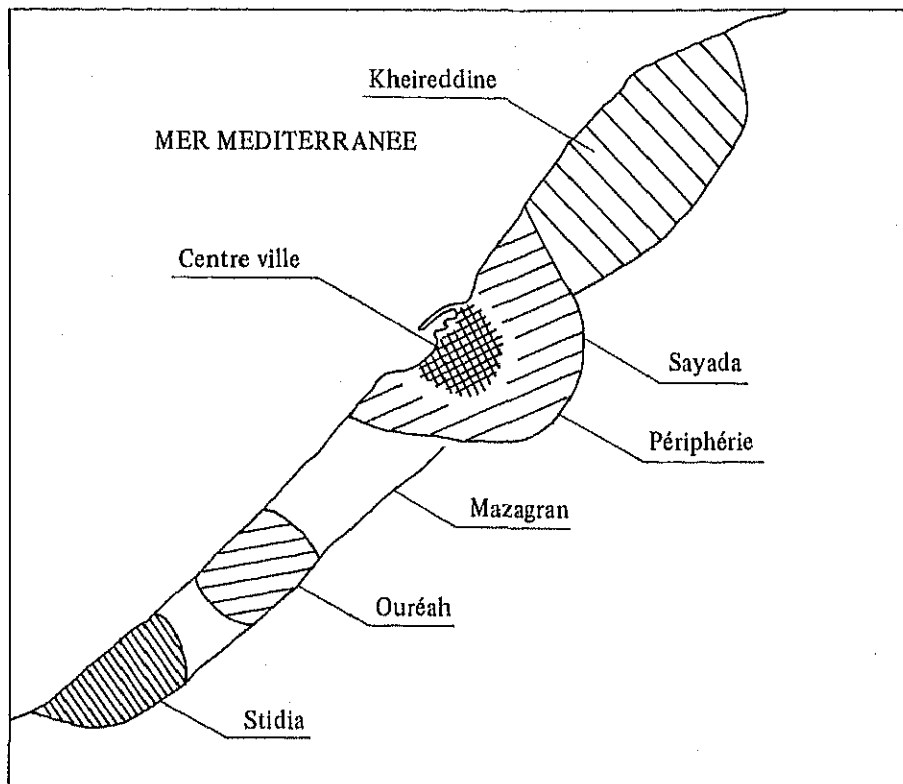 Kheireddine
MER MEDITERRANEE
Centre ville
Sayada
Périphérie
Mazagran
Ouréah
Stidia